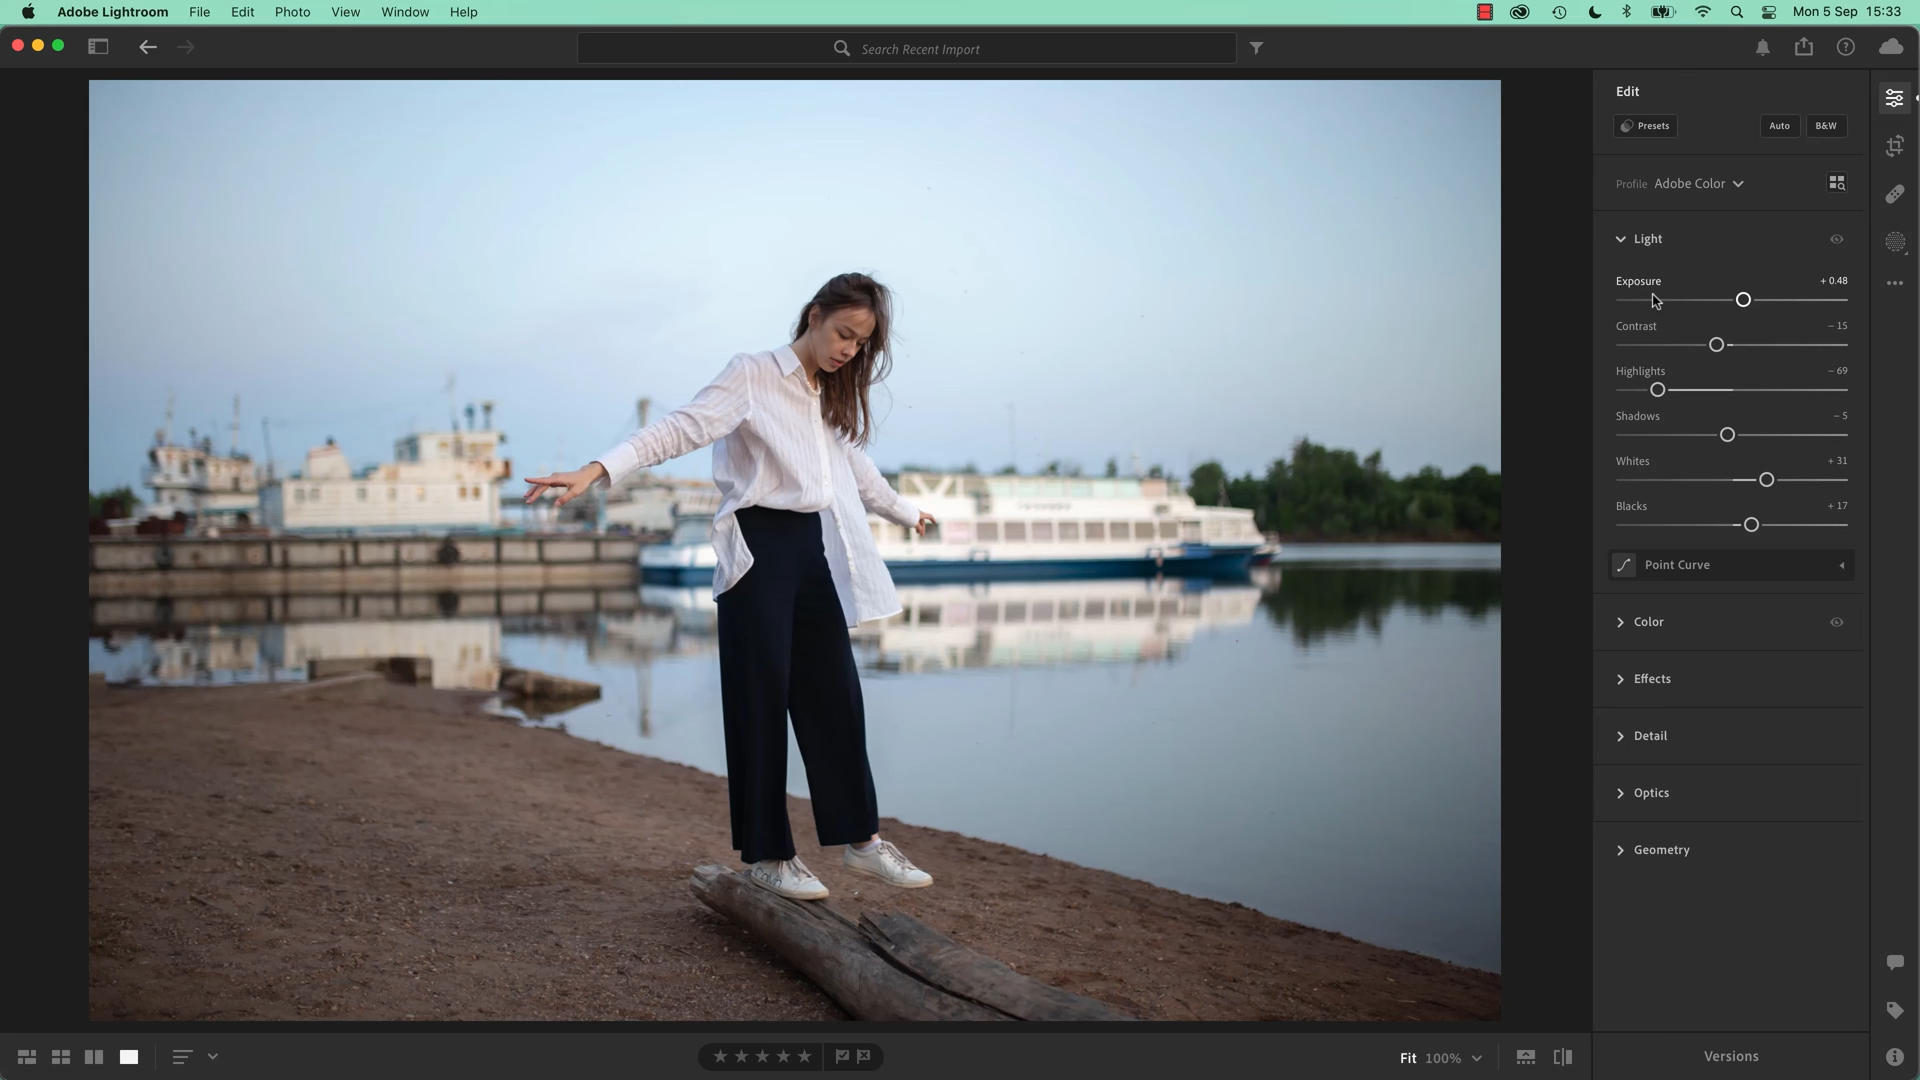 Adobe Lightroom File Edit Photo View Window Help Mon 5 Sep 15:33
Search Recent Import
Edit
Presets Auto B&W
Profile Adobe Color
Light
Exposure + 0.48
Contrast – 15
Highlights – 69
Shadows – 5
Whites + 31
Blacks + 17
Point Curve
Color
Effects
Detail
Optics
Geometry
Fit 100% Versions